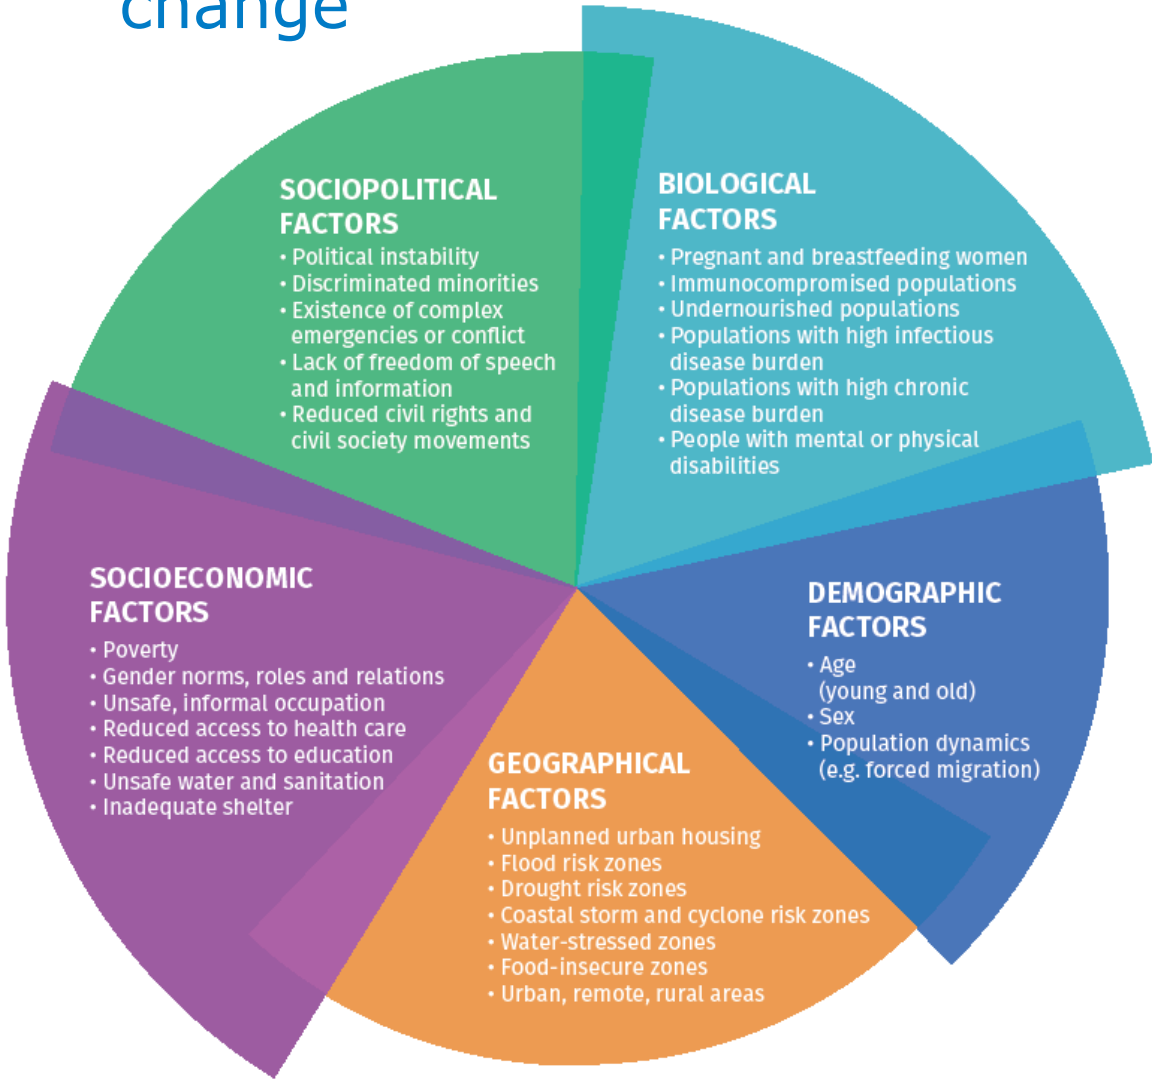 change
SOCIOPOLITICAL
FACTORS
• Political instability
• Discriminated minorities
• Existence of complex
emergencies or conflict
• Lack of freedom of speech
and information
• Reduced civil rights and
civil society movements
BIOLOGICAL
FACTORS
• Pregnant and breastfeeding women
• Immunocompromised populations
• Undernourished populations
• Populations with high infectious
disease burden
• Populations with high chronic
disease burden
• People with mental or physical
disabilities
SOCIOECONOMIC
FACTORS
• Poverty
• Gender norms, roles and relations
• Unsafe, informal occupation
• Reduced access to health care
• Reduced access to education
• Unsafe water and sanitation
• Inadequate shelter
DEMOGRAPHIC
FACTORS
• Age
(young and old)
• Sex
• Population dynamics
(e.g. forced migration)
GEOGRAPHICAL
FACTORS
• Unplanned urban housing
• Flood risk zones
• Drought risk zones
• Coastal storm and cyclone risk zones
• Water-stressed zones
• Food-insecure zones
• Urban, remote, rural areas